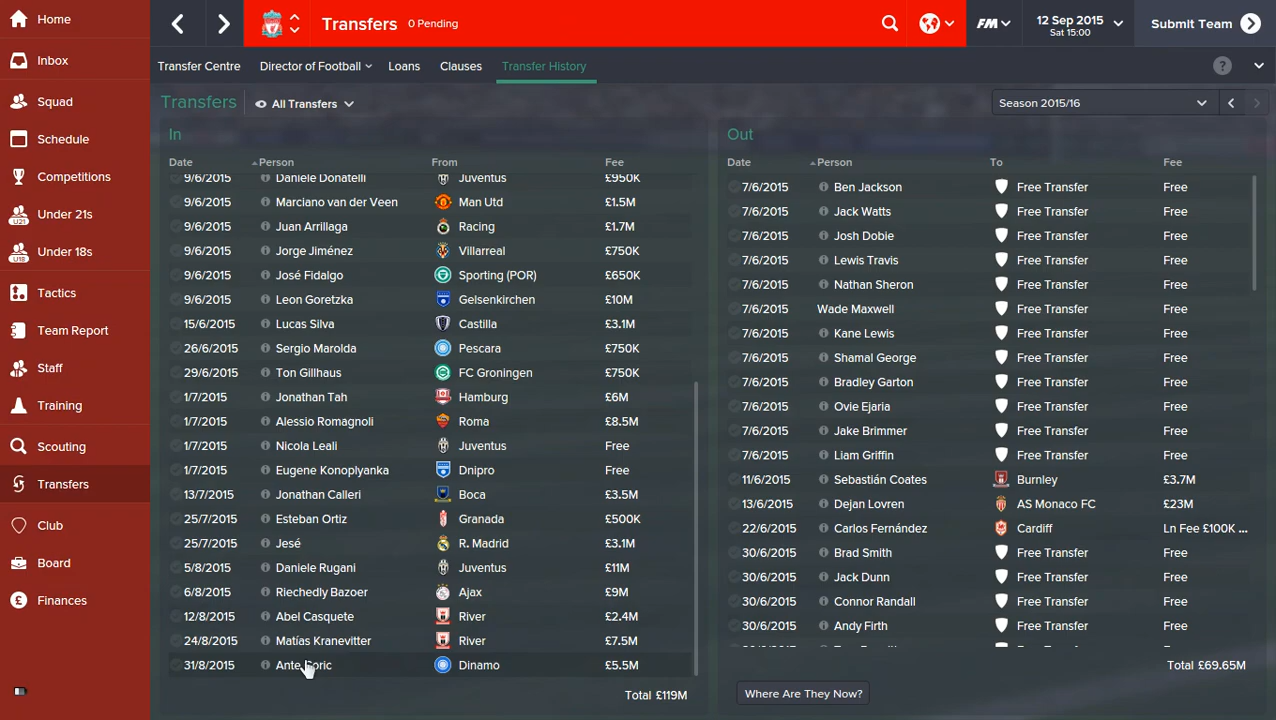 Home
Transfers 0 Pending
FM
12 Sep 2015
Sat 15:00
Submit Team
Inbox
Transfer Centre Director of Football Loans Clauses Transfer History ?
Squad
Transfers All Transfers Season 2015/16
Schedule
In Out
Date Person From Fee Date Person To Fee
Competitions
9/6/2015 Daniele Donatelli Juventus £950K 7/6/2015 Ben Jackson Free Transfer Free
9/6/2015 Marciano van der Veen Man Utd £1.5M 7/6/2015 Jack Watts Free Transfer Free
Under 21s
9/6/2015 Juan Arrillaga Racing £1.7M 7/6/2015 Josh Dobie Free Transfer Free
Under 18s
9/6/2015 Jorge Jiménez Villarreal £750K 7/6/2015 Lewis Travis Free Transfer Free
9/6/2015 José Fidalgo Sporting (POR) £650K 7/6/2015 Nathan Sheron Free Transfer Free
Tactics
9/6/2015 Leon Goretzka Gelsenkirchen £10M 7/6/2015 Wade Maxwell Free Transfer Free
Team Report
15/6/2015 Lucas Silva Castilla £3.1M 7/6/2015 Kane Lewis Free Transfer Free
26/6/2015 Sergio Marolda Pescara £750K 7/6/2015 Shamal George Free Transfer Free
Staff
29/6/2015 Ton Gillhaus FC Groningen £750K 7/6/2015 Bradley Garton Free Transfer Free
Training
1/7/2015 Jonathan Tah Hamburg £6M 7/6/2015 Ovie Ejaria Free Transfer Free
1/7/2015 Alessio Romagnoli Roma £8.5M 7/6/2015 Jake Brimmer Free Transfer Free
Scouting
1/7/2015 Nicola Leali Juventus Free 7/6/2015 Liam Griffin Free Transfer Free
1/7/2015 Eugene Konoplyanka Dnipro Free 11/6/2015 Sebastián Coates Burnley £3.7M
Transfers
13/7/2015 Jonathan Calleri Boca £3.5M 13/6/2015 Dejan Lovren AS Monaco FC £23M
25/7/2015 Esteban Ortiz Granada £500K 22/6/2015 Carlos Fernández Cardiff Ln Fee £100K ...
Club
25/7/2015 Jesé R. Madrid £3.1M 30/6/2015 Brad Smith Free Transfer Free
Board
5/8/2015 Daniele Rugani Juventus £11M 30/6/2015 Jack Dunn Free Transfer Free
6/8/2015 Riechedly Bazoer Ajax £9M 30/6/2015 Connor Randall Free Transfer Free
Finances
12/8/2015 Abel Casquete River £2.4M 30/6/2015 Andy Firth Free Transfer Free
24/8/2015 Matías Kranevitter River £7.5M
31/8/2015 Ante Dinamo £5.5M Total £69.65M
Total £119M Where Are They Now?